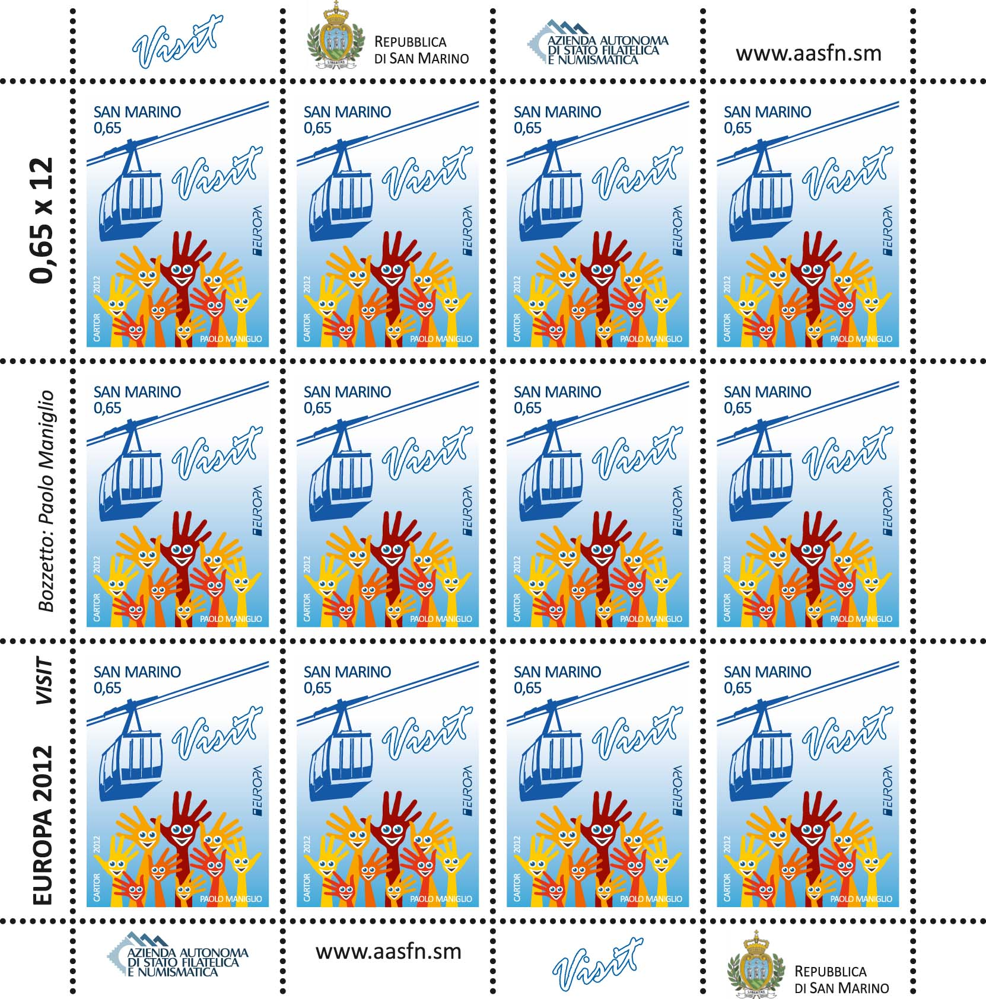 Visit
LIBERTAS
REPUBBLICA
DI SAN MARINO
AZIENDA AUTONOMA
DI STATO FILATELICA
E NUMISMATICA
www.aasfn.sm
0,65 x 12
SAN MARINO
0,65
Visit
EUROPA
2012
CARTOR
PAOLO MANIGLIO
SAN MARINO
0,65
Visit
EUROPA
2012
CARTOR
PAOLO MANIGLIO
SAN MARINO
0,65
Visit
EUROPA
2012
CARTOR
PAOLO MANIGLIO
SAN MARINO
0,65
Visit
EUROPA
2012
CARTOR
PAOLO MANIGLIO
Bozzetto: Paolo Maniglio
SAN MARINO
0,65
Visit
EUROPA
2012
CARTOR
PAOLO MANIGLIO
SAN MARINO
0,65
Visit
EUROPA
2012
CARTOR
PAOLO MANIGLIO
SAN MARINO
0,65
Visit
EUROPA
2012
CARTOR
PAOLO MANIGLIO
SAN MARINO
0,65
Visit
EUROPA
2012
CARTOR
PAOLO MANIGLIO
EUROPA 2012 VISIT
SAN MARINO
0,65
Visit
EUROPA
2012
CARTOR
PAOLO MANIGLIO
SAN MARINO
0,65
Visit
EUROPA
2012
CARTOR
PAOLO MANIGLIO
SAN MARINO
0,65
Visit
EUROPA
2012
CARTOR
PAOLO MANIGLIO
SAN MARINO
0,65
Visit
EUROPA
2012
CARTOR
PAOLO MANIGLIO
AZIENDA AUTONOMA
DI STATO FILATELICA
E NUMISMATICA
www.aasfn.sm
Visit
LIBERTAS
REPUBBLICA
DI SAN MARINO